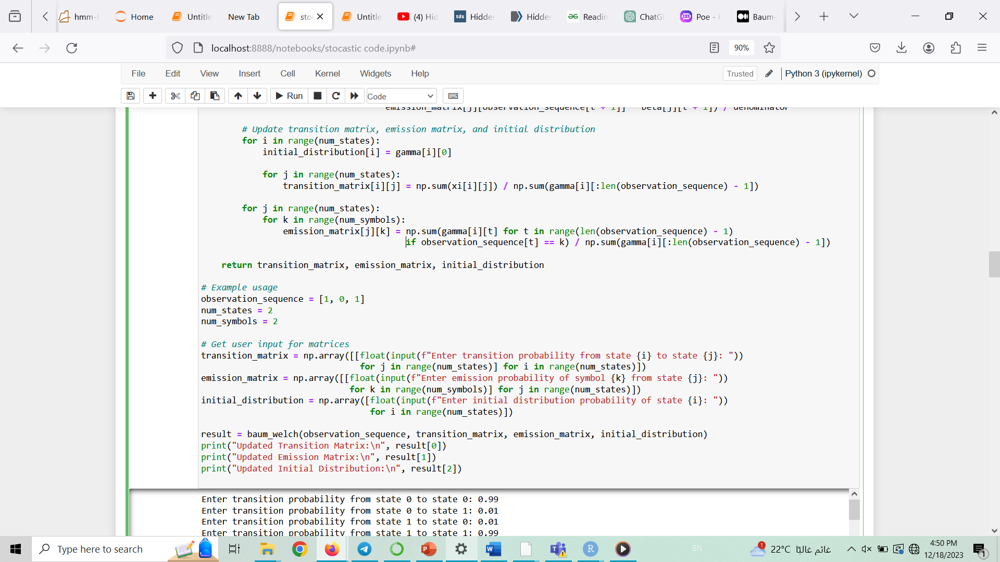 hmm-
Home
Untitle
New Tab
stoc
Untitle
(4) Hid
tds Hidden
Hidden
Readin
ChatG
Poe -
Baum-
localhost:8888/notebooks/stocastic code.ipynb#
90%
File Edit View Insert Cell Kernel Widgets Help
Trusted
Python 3 (ipykernel)
Run
Code
emission_matrix[j][observation_sequence[t + 1]] * beta[j][t + 1]) / denominator
# Update transition matrix, emission matrix, and initial distribution
for i in range(num_states):
initial_distribution[i] = gamma[i][0]
for j in range(num_states):
transition_matrix[i][j] = np.sum(xi[i][j]) / np.sum(gamma[i][:len(observation_sequence) - 1])
for j in range(num_states):
for k in range(num_symbols):
emission_matrix[j][k] = np.sum(gamma[i][t] for t in range(len(observation_sequence) - 1)
if observation_sequence[t] == k) / np.sum(gamma[i][:len(observation_sequence) - 1])
return transition_matrix, emission_matrix, initial_distribution
# Example usage
observation_sequence = [1, 0, 1]
num_states = 2
num_symbols = 2
# Get user input for matrices
transition_matrix = np.array([[float(input(f"Enter transition probability from state {i} to state {j}: "))
for j in range(num_states)] for i in range(num_states)])
emission_matrix = np.array([[float(input(f"Enter emission probability of symbol {k} from state {j}: "))
for k in range(num_symbols)] for j in range(num_states)])
initial_distribution = np.array([float(input(f"Enter initial distribution probability of state {i}: "))
for i in range(num_states)])
result = baum_welch(observation_sequence, transition_matrix, emission_matrix, initial_distribution)
print("Updated Transition Matrix:\n", result[0])
print("Updated Emission Matrix:\n", result[1])
print("Updated Initial Distribution:\n", result[2])
Enter transition probability from state 0 to state 0: 0.99
Enter transition probability from state 0 to state 1: 0.01
Enter transition probability from state 1 to state 0: 0.01
Enter transition probability from state 1 to state 1: 0.99
Type here to search
EN
1
22°C غائم غالبًا
4:50 PM
12/18/2023
1